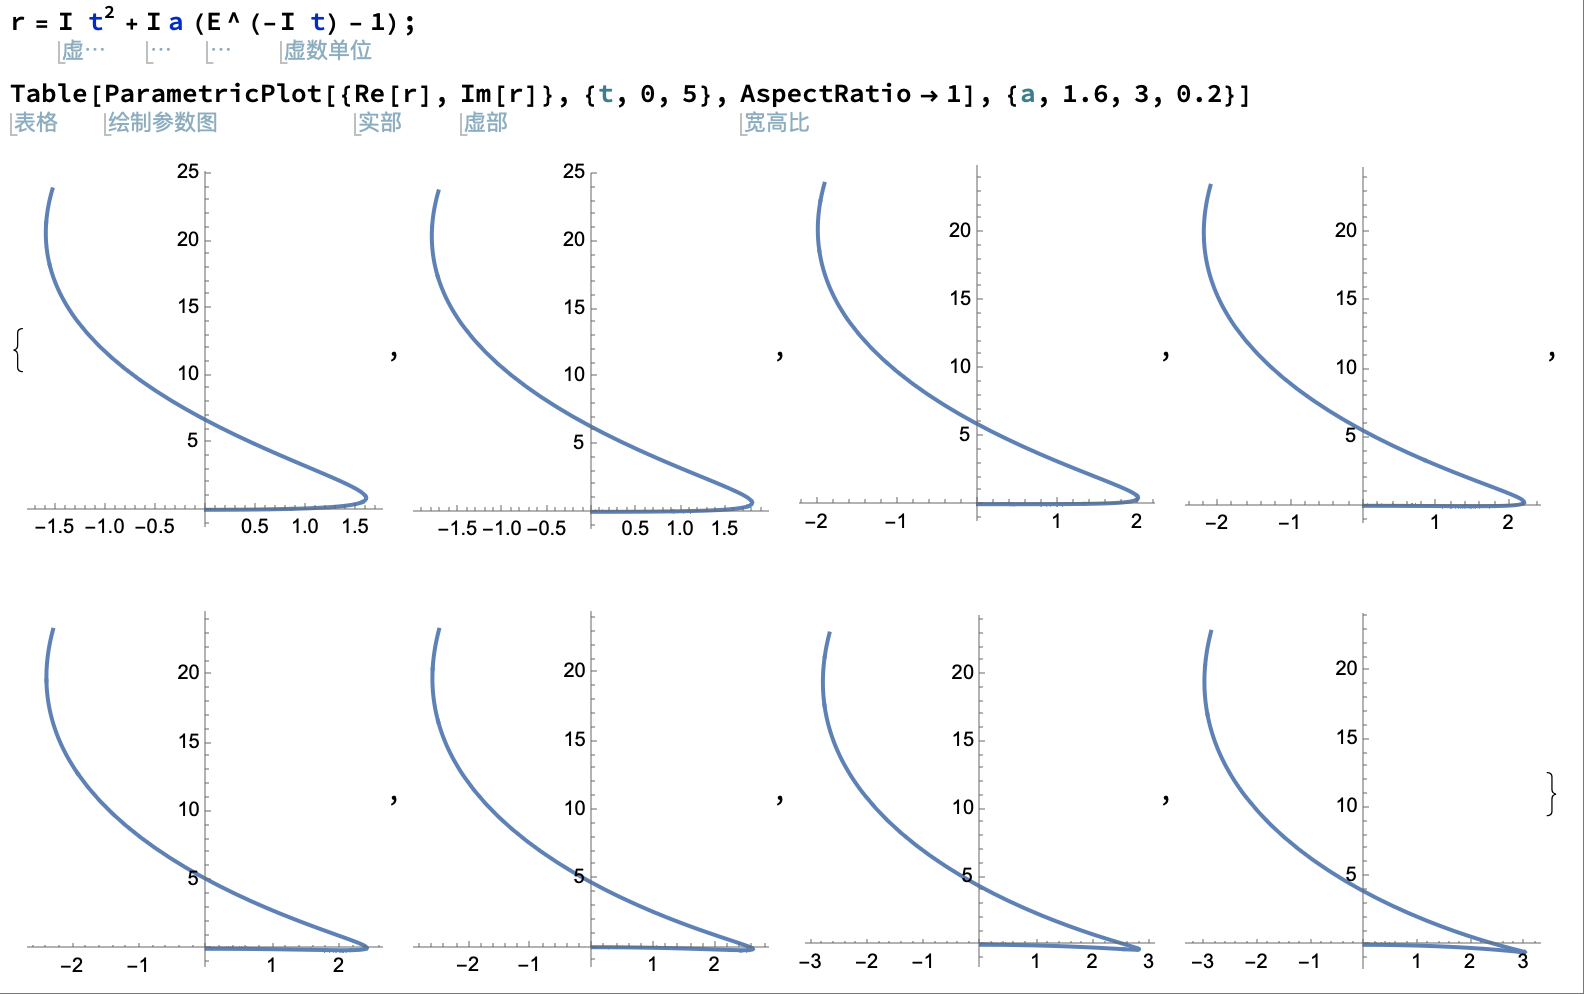 r = I t² + I a (E ^ (-I t) - 1);
虚… … … 虚数单位
Table[ParametricPlot[{Re[r], Im[r]}, {t, 0, 5}, AspectRatio → 1], {a, 1.6, 3, 0.2}]
表格 绘制参数图 实部 虚部 宽高比
25 25
20 20 20 20
15 15 15 15
{ , , , ,
10 10 10 10
5 5 5 5
−1.5 −1.0 −0.5 0.5 1.0 1.5 −1.5 −1.0 −0.5 0.5 1.0 1.5 −2 −1 1 2 −2 −1 1 2
20 20 20 20
15 15 15 15
, , , }
10 10 10 10
5 5 5 5
−2 −1 1 2 −2 −1 1 2 −3 −2 −1 1 2 3 −3 −2 −1 1 2 3